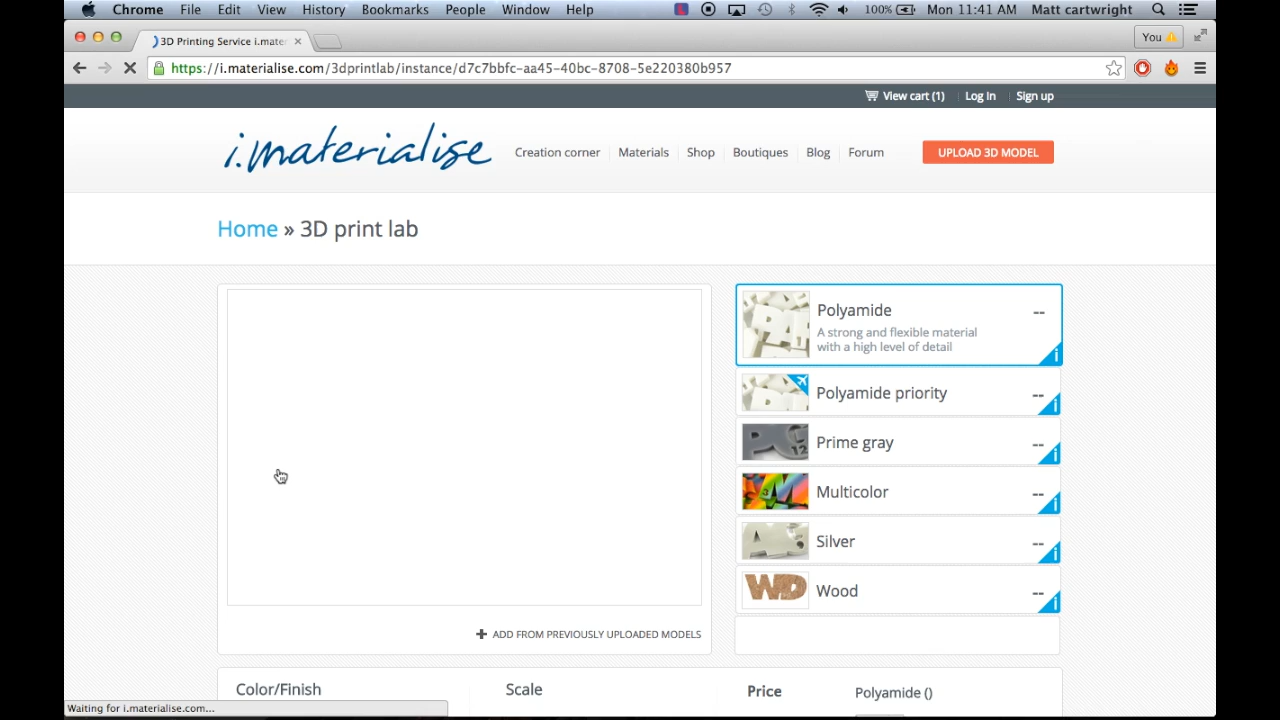 Chrome File Edit View History Bookmarks People Window Help 100% Mon 11:41 AM Matt cartwright
3D Printing Service i.mater
You
https://i.materialise.com/3dprintlab/instance/d7c7bbfc-aa45-40bc-8708-5e220380b957
View cart (1) Log In Sign up
i.materialise
Creation corner Materials Shop Boutiques Blog Forum UPLOAD 3D MODEL
Home » 3D print lab
Polyamide --
A strong and flexible material
with a high level of detail
i
Polyamide priority --
i
Prime gray --
i
Multicolor --
i
Silver --
i
WD Wood --
i
+ ADD FROM PREVIOUSLY UPLOADED MODELS
Color/Finish Scale Price Polyamide ()
Waiting for i.materialise.com...